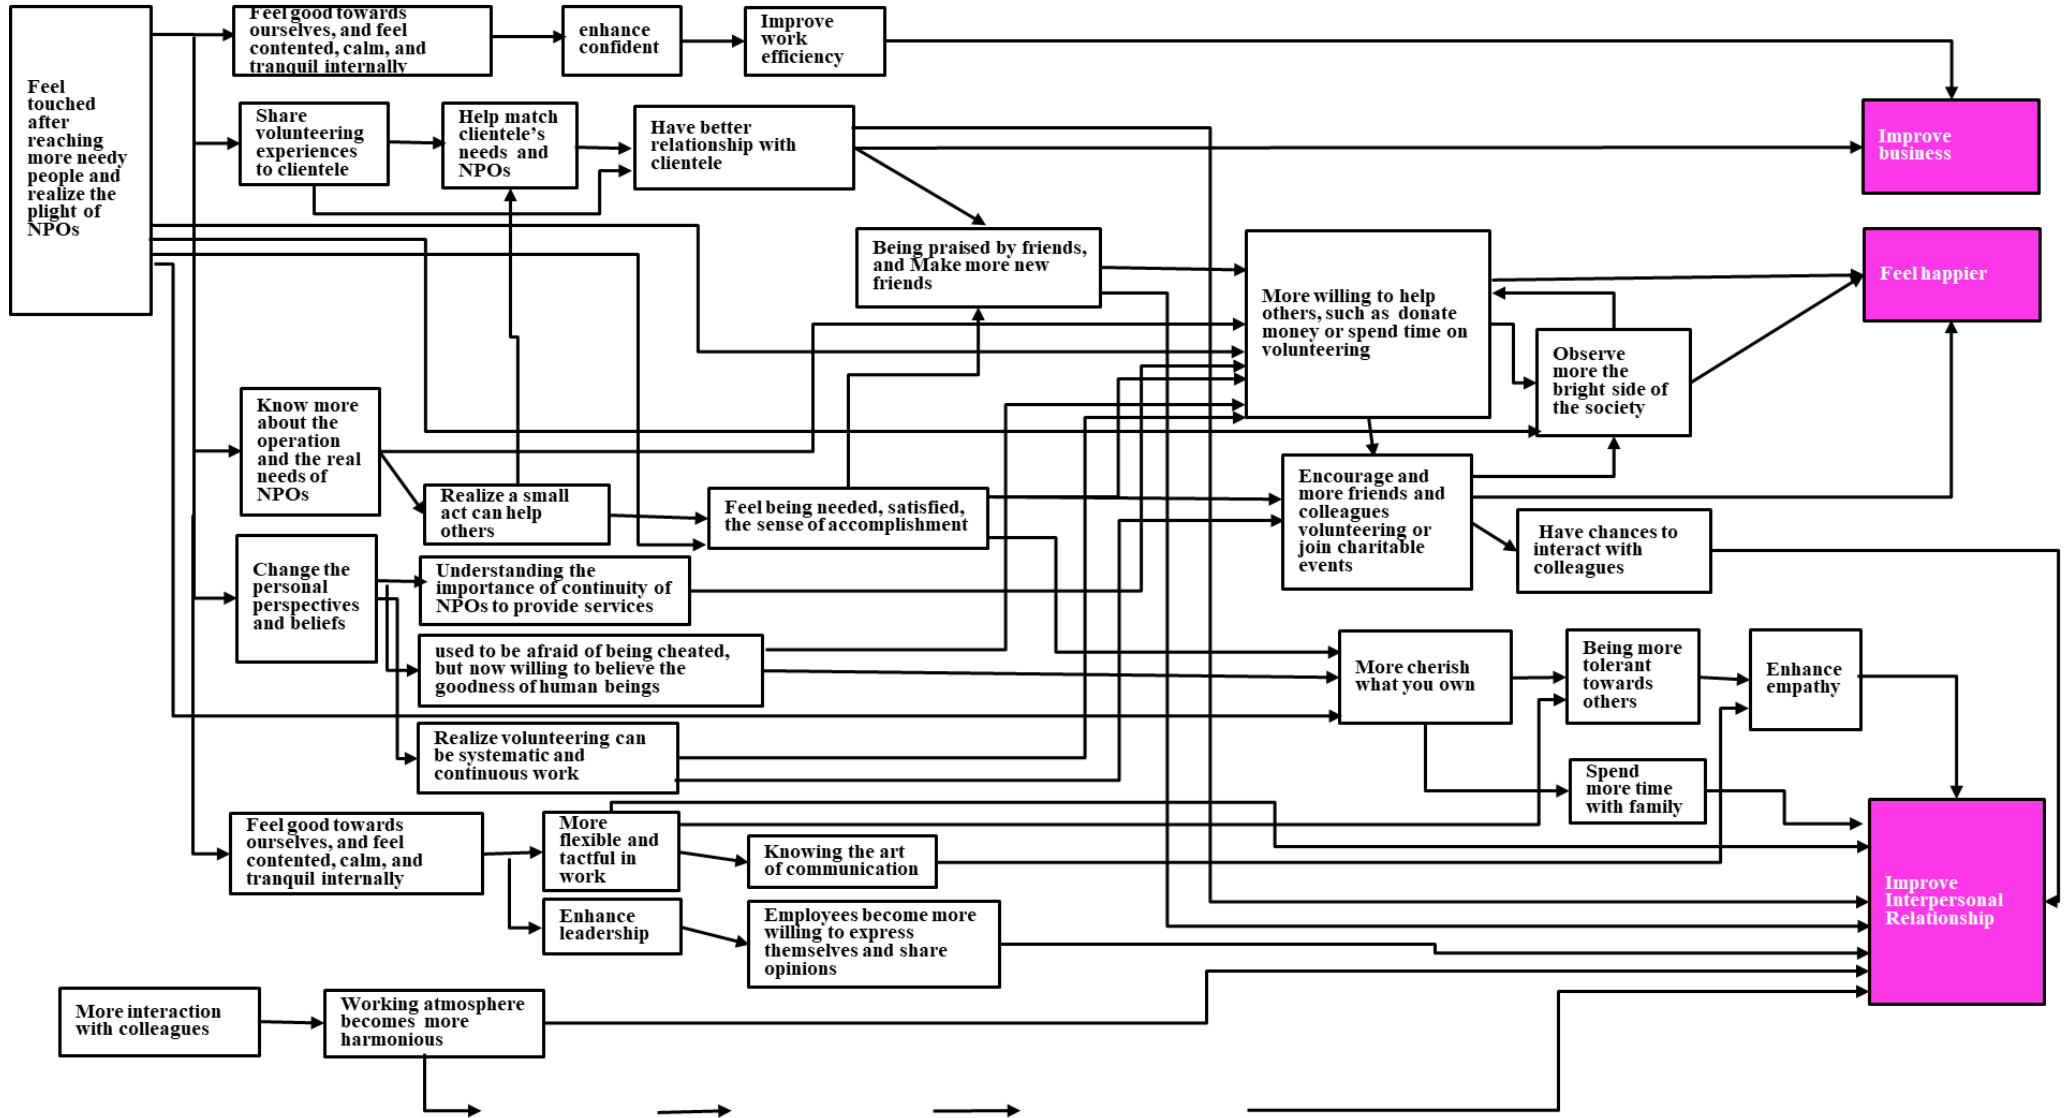 Feel
touched
after
reaching
more needy
people and
realize the
plight of
NPOs
Feel good towards
ourselves, and feel
contented, calm, and
tranquil internally
enhance
confident
Improve
work
efficiency
Share
volunteering
experiences
to clientele
Help match
clientele's
needs and
NPOs
Have better
relationship with
clientele
Improve
business
Being praised by friends,
and Make more new
friends
More willing to help
others, such as donate
money or spend time on
volunteering
Feel happier
Observe
more the
bright side of
the society
Know more
about the
operation
and the real
needs of
NPOs
Realize a small
act can help
others
Feel being needed, satisfied,
the sense of accomplishment
Encourage and
more friends and
colleagues
volunteering or
join charitable
events
Have chances to
interact with
colleagues
Change the
personal
perspectives
and beliefs
Understanding the
importance of continuity of
NPOs to provide services
used to be afraid of being cheated,
but now willing to believe the
goodness of human beings
More cherish
what you own
Being more
tolerant
towards
others
Enhance
empathy
Realize volunteering can
be systematic and
continuous work
Spend
more time
with family
Feel good towards
ourselves, and feel
contented, calm, and
tranquil internally
More
flexible and
tactful in
work
Knowing the art
of communication
Improve
Interpersonal
Relationship
Enhance
leadership
Employees become more
willing to express
themselves and share
opinions
More interaction
with colleagues
Working atmosphere
becomes more
harmonious